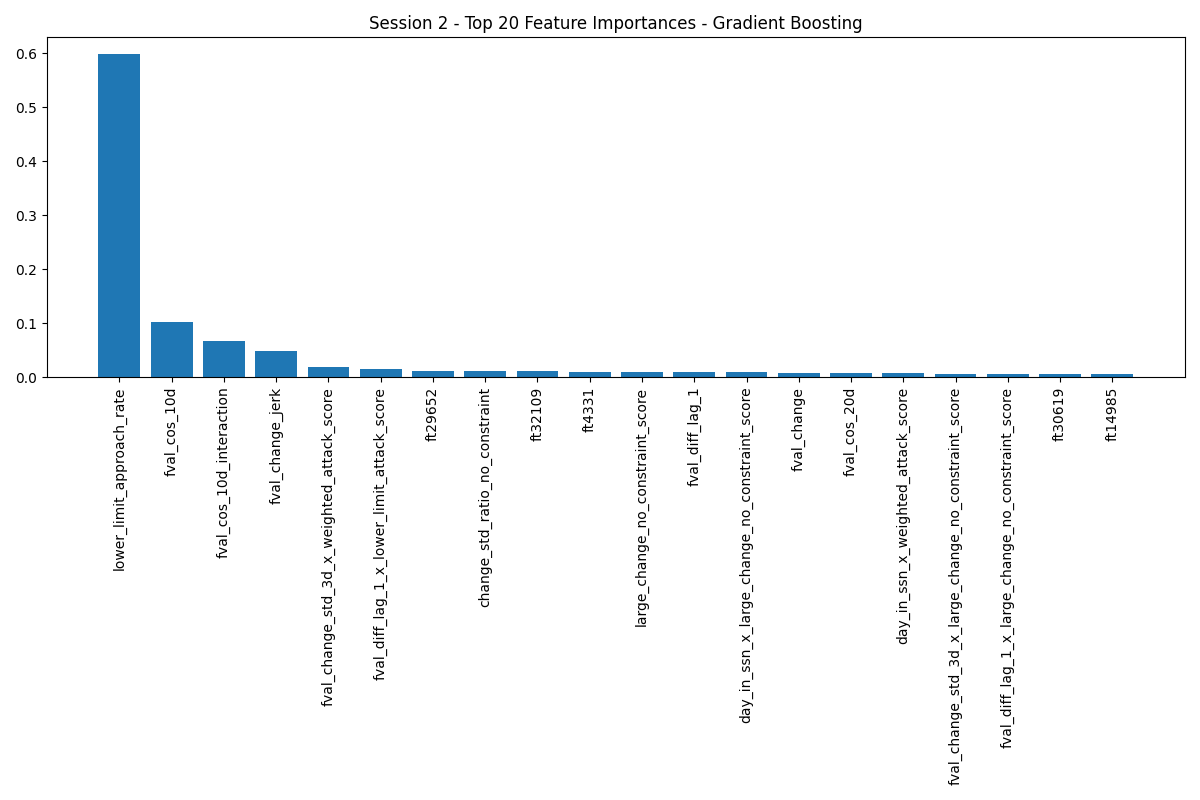 Session 2 - Top 20 Feature Importances - Gradient Boosting
0.6
0.5
0.4
0.3
0.2
0.1
0.0
lower_limit_approach_rate
fval_cos_10d
fval_cos_10d_interaction
fval_change_jerk
fval_change_std_3d_x_weighted_attack_score
fval_diff_lag_1_x_lower_limit_attack_score
ft29652
change_std_ratio_no_constraint
ft32109
ft4331
large_change_no_constraint_score
fval_diff_lag_1
day_in_ssn_x_large_change_no_constraint_score
fval_change
fval_cos_20d
day_in_ssn_x_weighted_attack_score
fval_change_std_3d_x_large_change_no_constraint_score
fval_diff_lag_1_x_large_change_no_constraint_score
ft30619
ft14985